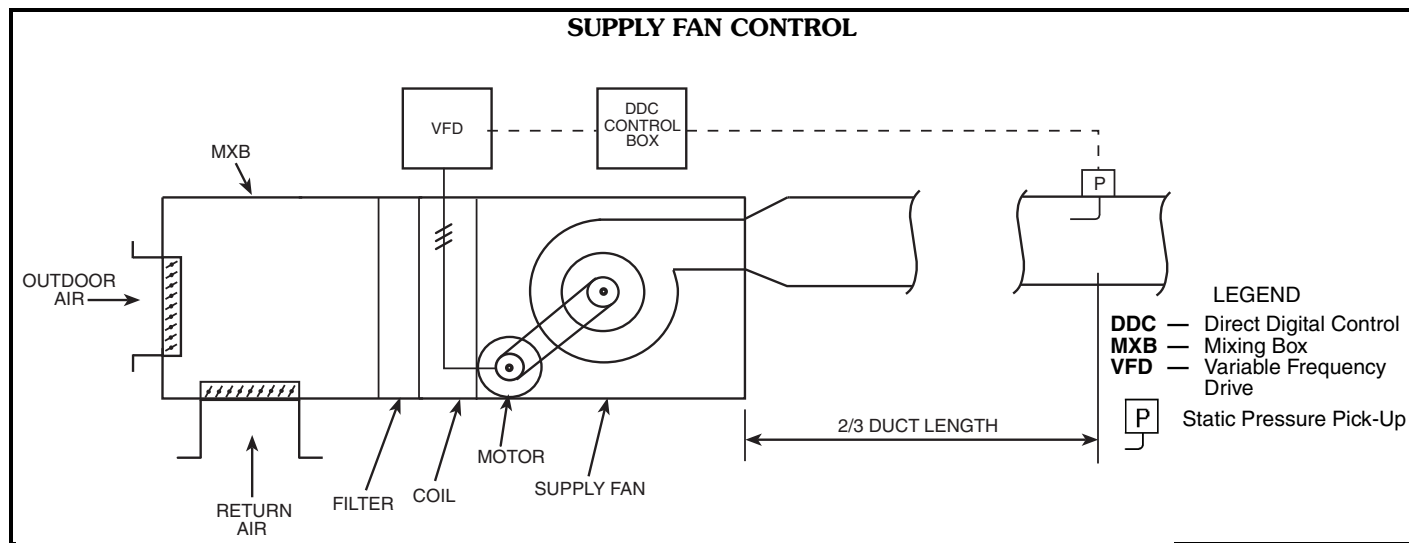 SUPPLY FAN CONTROL
VFD
DDC
CONTROL
BOX
MXB
P
OUTDOOR
AIR
LEGEND
DDC — Direct Digital Control
MXB — Mixing Box
VFD — Variable Frequency
Drive
P Static Pressure Pick-Up
2/3 DUCT LENGTH
MOTOR
SUPPLY FAN
COIL
FILTER
RETURN
AIR